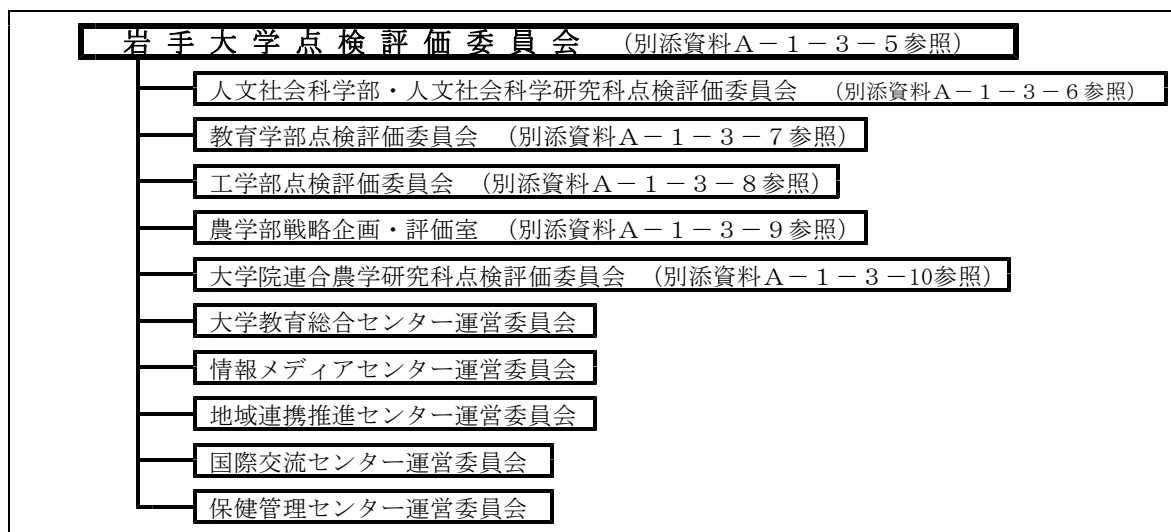 岩手大学点検評価委員会 （別添資料Ａ－１－３－５参照）
人文社会科学部・人文社会科学研究科点検評価委員会 （別添資料Ａ－１－３－６参照）
教育学部点検評価委員会 （別添資料Ａ－１－３－７参照）
工学部点検評価委員会 （別添資料Ａ－１－３－８参照）
農学部戦略企画・評価室 （別添資料Ａ－１－３－９参照）
大学院連合農学研究科点検評価委員会 （別添資料Ａ－１－３－10参照）
大学教育総合センター運営委員会
情報メディアセンター運営委員会
地域連携推進センター運営委員会
国際交流センター運営委員会
保健管理センター運営委員会